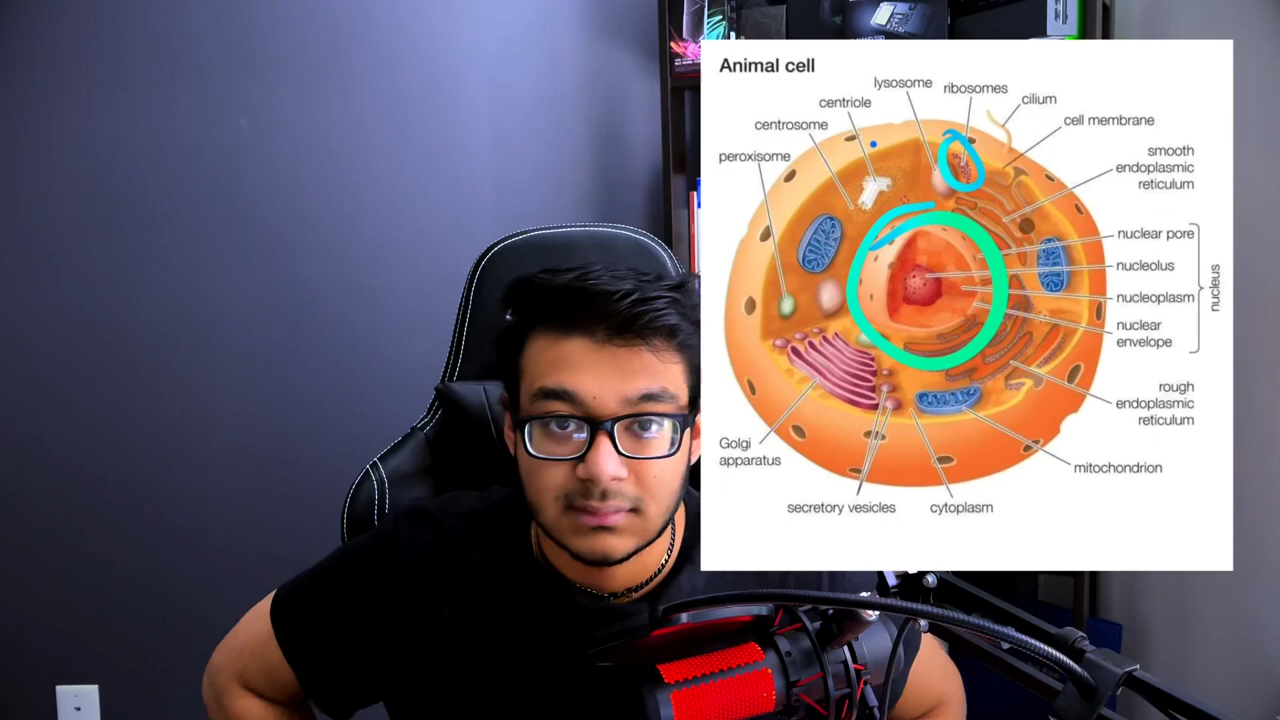 Animal cell
lysosome
ribosomes
centriole
cilium
centrosome
cell membrane
peroxisome
smooth
endoplasmic
reticulum
nuclear pore
nucleolus
nucleoplasm
nuclear
envelope
nucleus
rough
endoplasmic
reticulum
Golgi
apparatus
mitochondrion
secretory vesicles
cytoplasm